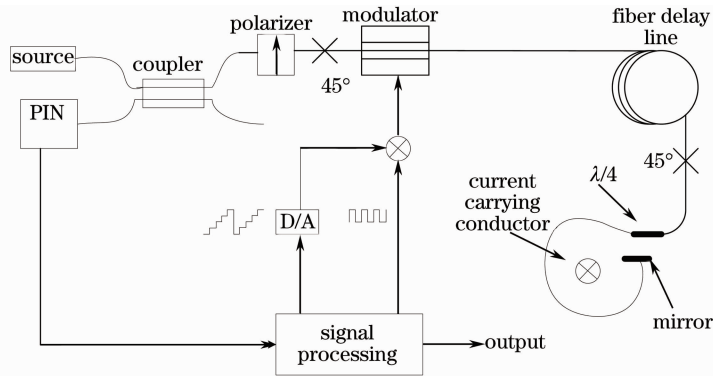 source
coupler
polarizer
modulator
fiber delay
line
45°
PIN
45°
λ/4
current
carrying
conductor
D/A
mirror
signal
processing
output